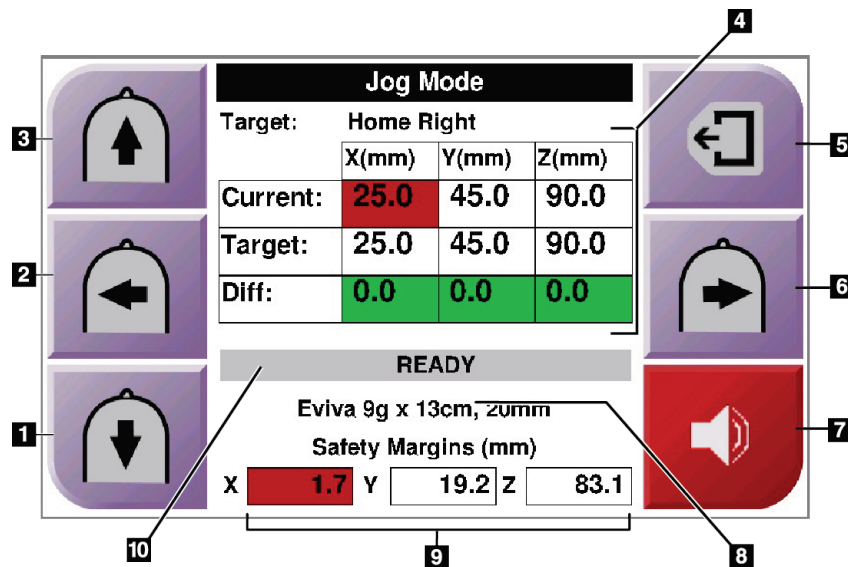 4
Jog Mode
3
Target: Home Right
5
X(mm) Y(mm) Z(mm)
Current: 25.0 45.0 90.0
Target: 25.0 45.0 90.0
2
6
Diff: 0.0 0.0 0.0
READY
Eviva 9g x 13cm, 20mm
1
7
Safety Margins (mm)
X 1.7 Y 19.2 Z 83.1
10
9
8